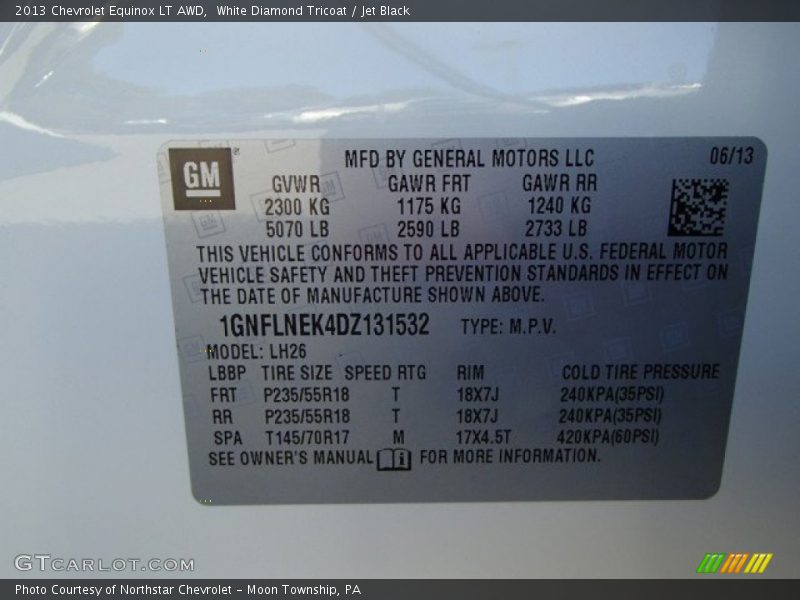 2013 Chevrolet Equinox LT AWD, White Diamond Tricoat / Jet Black
GM
MFD BY GENERAL MOTORS LLC 06/13
GVWR GAWR FRT GAWR RR
2300 KG 1175 KG 1240 KG
5070 LB 2590 LB 2733 LB
THIS VEHICLE CONFORMS TO ALL APPLICABLE U.S. FEDERAL MOTOR
VEHICLE SAFETY AND THEFT PREVENTION STANDARDS IN EFFECT ON
THE DATE OF MANUFACTURE SHOWN ABOVE.
1GNFLNEK4DZ131532 TYPE: M.P.V.
MODEL: LH26
LBBP TIRE SIZE SPEED RTG RIM COLD TIRE PRESSURE
FRT P235/55R18 T 18X7J 240KPA(35PSI)
RR P235/55R18 T 18X7J 240KPA(35PSI)
SPA T145/70R17 M 17X4.5T 420KPA(60PSI)
SEE OWNER'S MANUAL i FOR MORE INFORMATION.
GTCARLOT.COM
Photo Courtesy of Northstar Chevrolet - Moon Township, PA